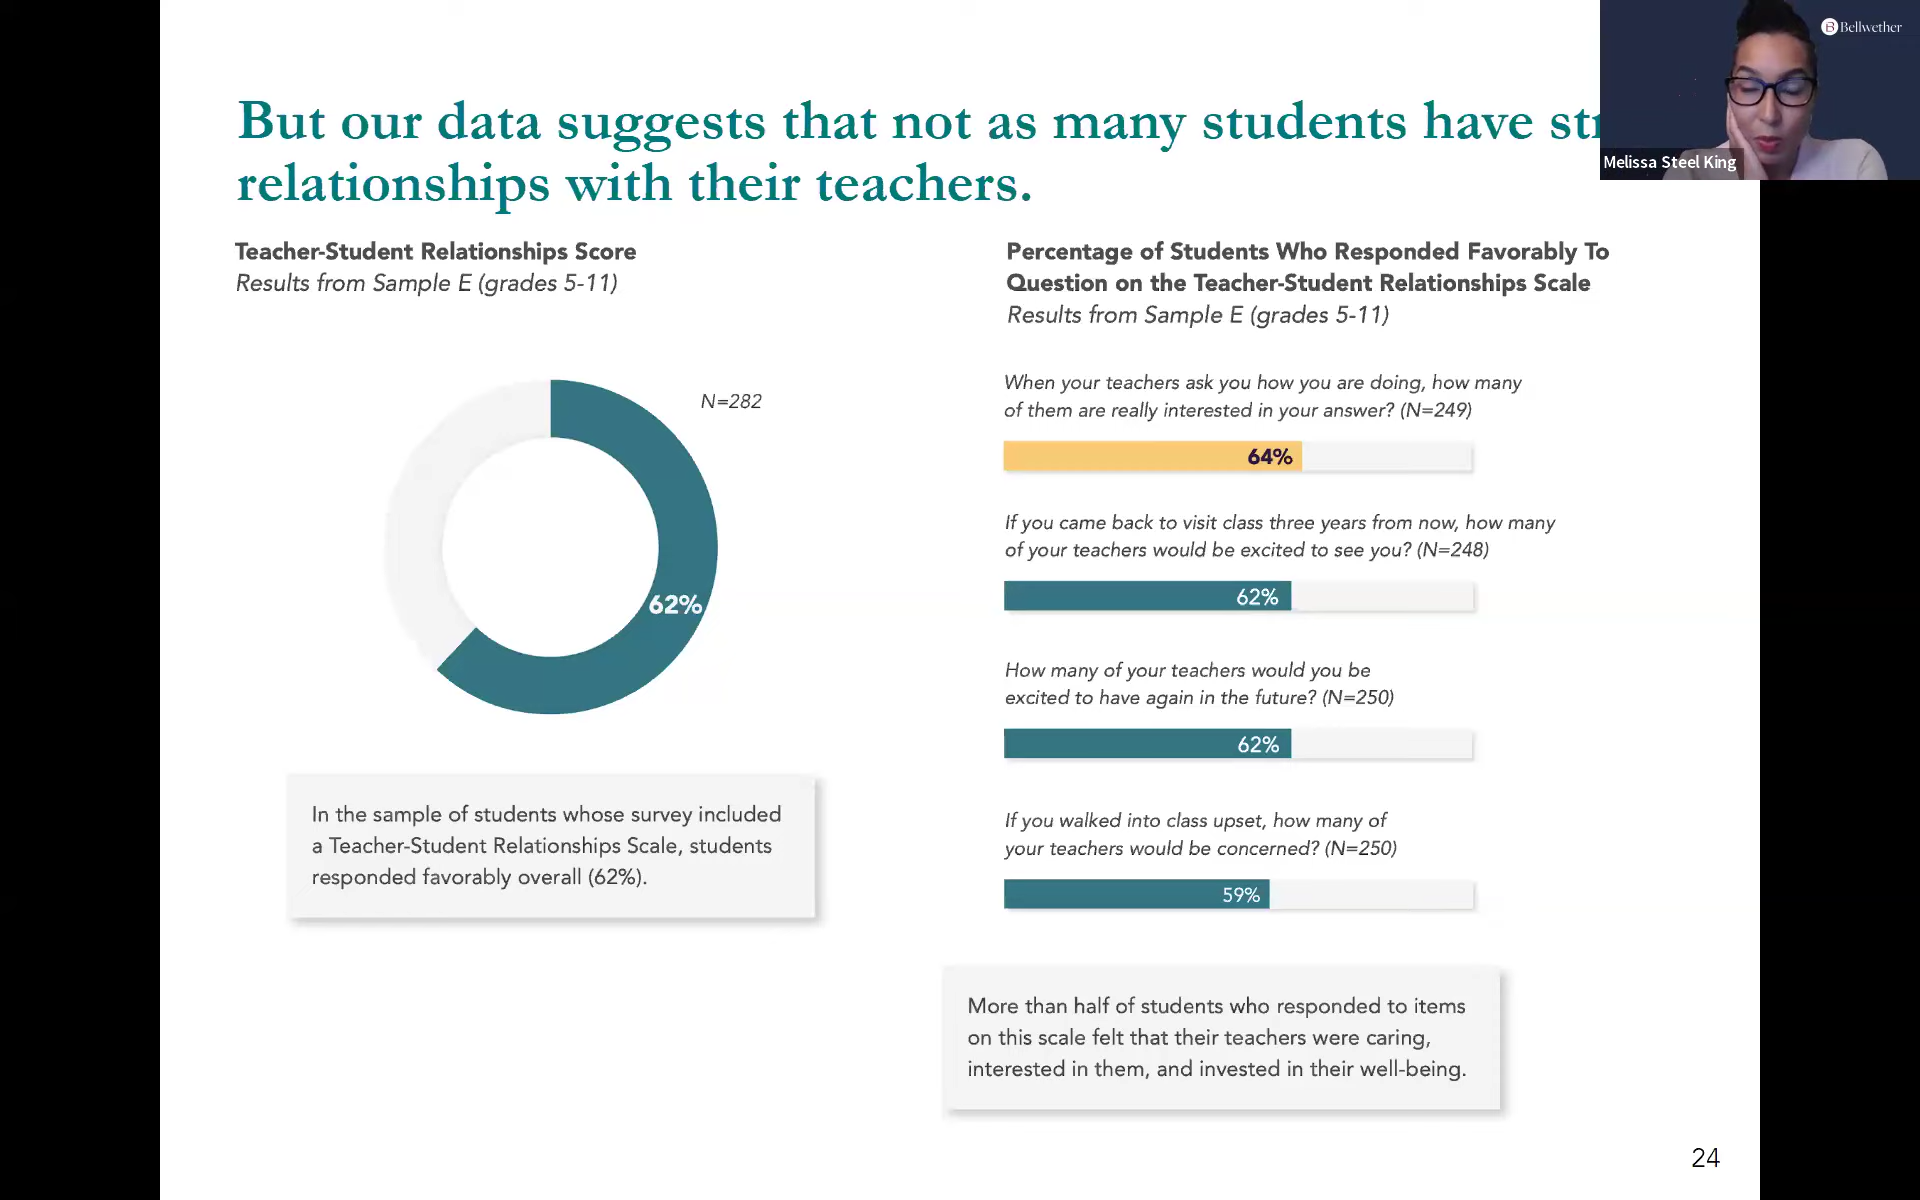 Bellwether
Melissa Steel King
But our data suggests that not as many students have
relationships with their teachers.
Teacher-Student Relationships Score
Results from Sample E (grades 5-11)
N=282
62%
In the sample of students whose survey included
a Teacher-Student Relationships Scale, students
responded favorably overall (62%).
Percentage of Students Who Responded Favorably To
Question on the Teacher-Student Relationships Scale
Results from Sample E (grades 5-11)
When your teachers ask you how you are doing, how many
of them are really interested in your answer? (N=249)
64%
If you came back to visit class three years from now, how many
of your teachers would be excited to see you? (N=248)
62%
How many of your teachers would you be
excited to have again in the future? (N=250)
62%
If you walked into class upset, how many of
your teachers would be concerned? (N=250)
59%
More than half of students who responded to items
on this scale felt that their teachers were caring,
interested in them, and invested in their well-being.
24